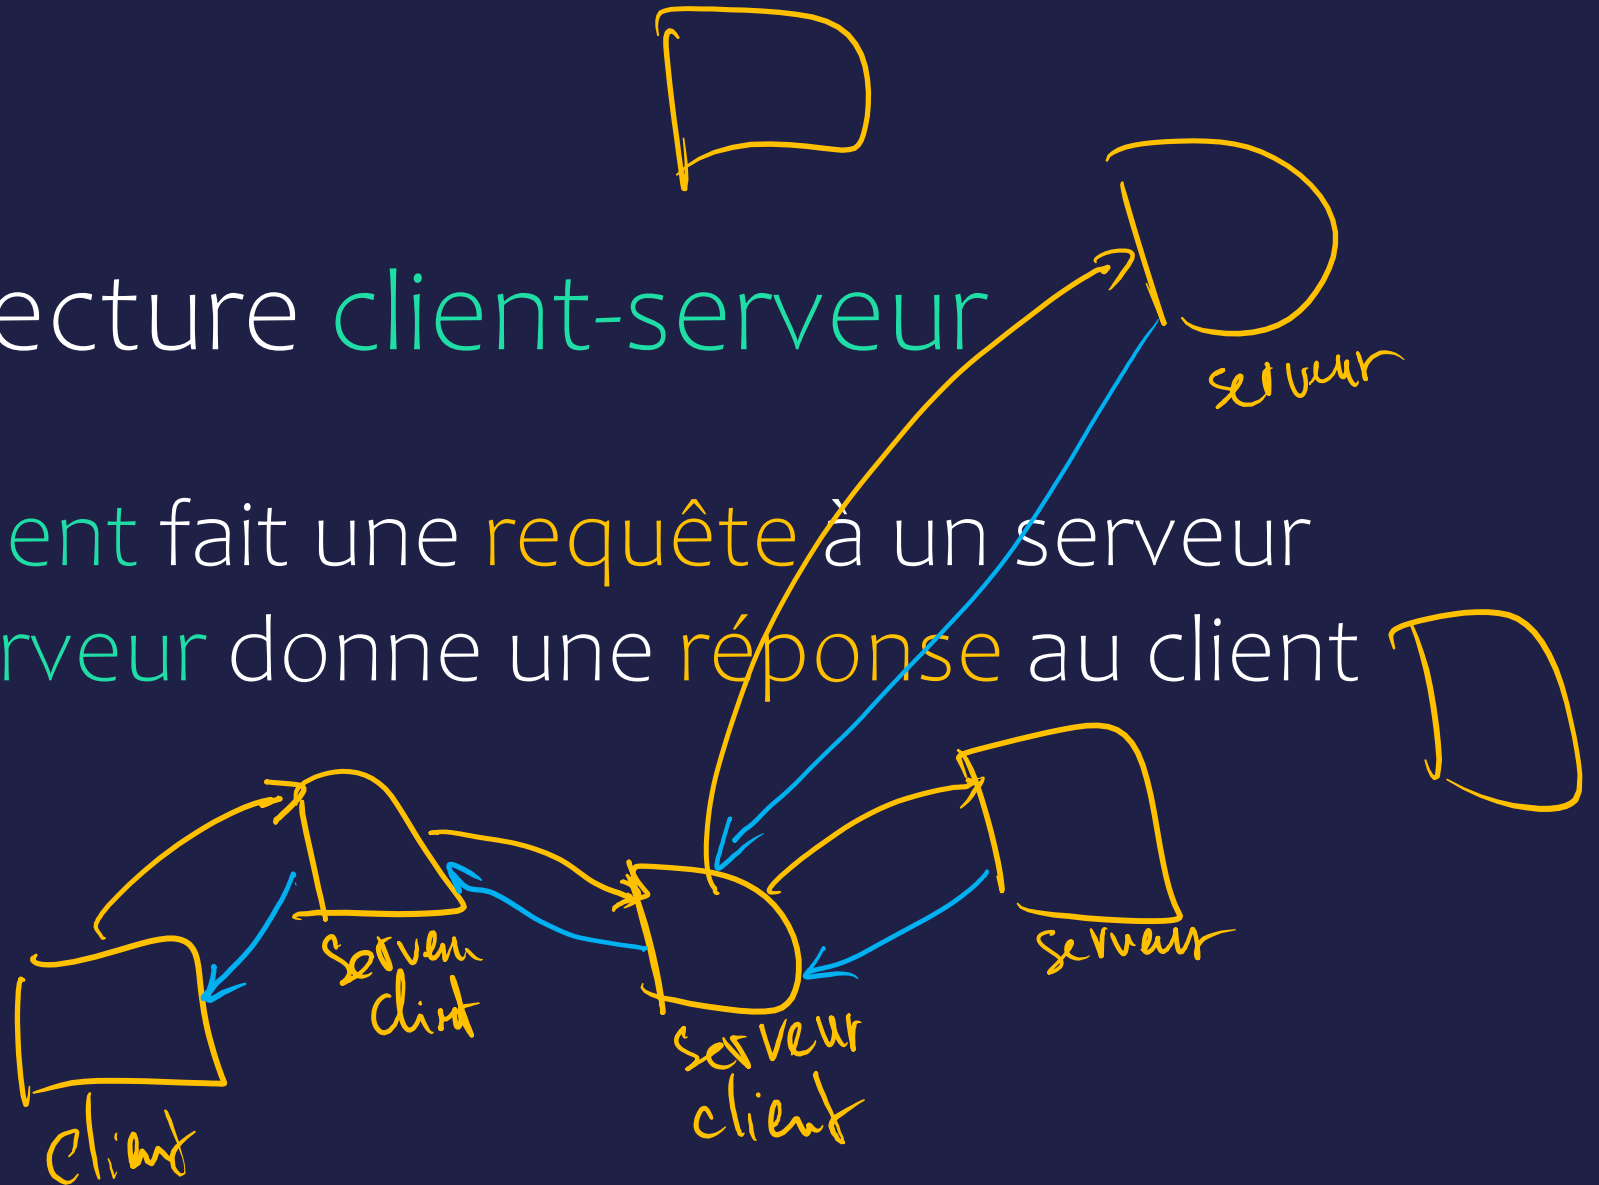 ecture client-serveur
serveur
ent fait une requête à un serveur
rveur donne une réponse au client
serveur
client
serveur
client
serveur
client